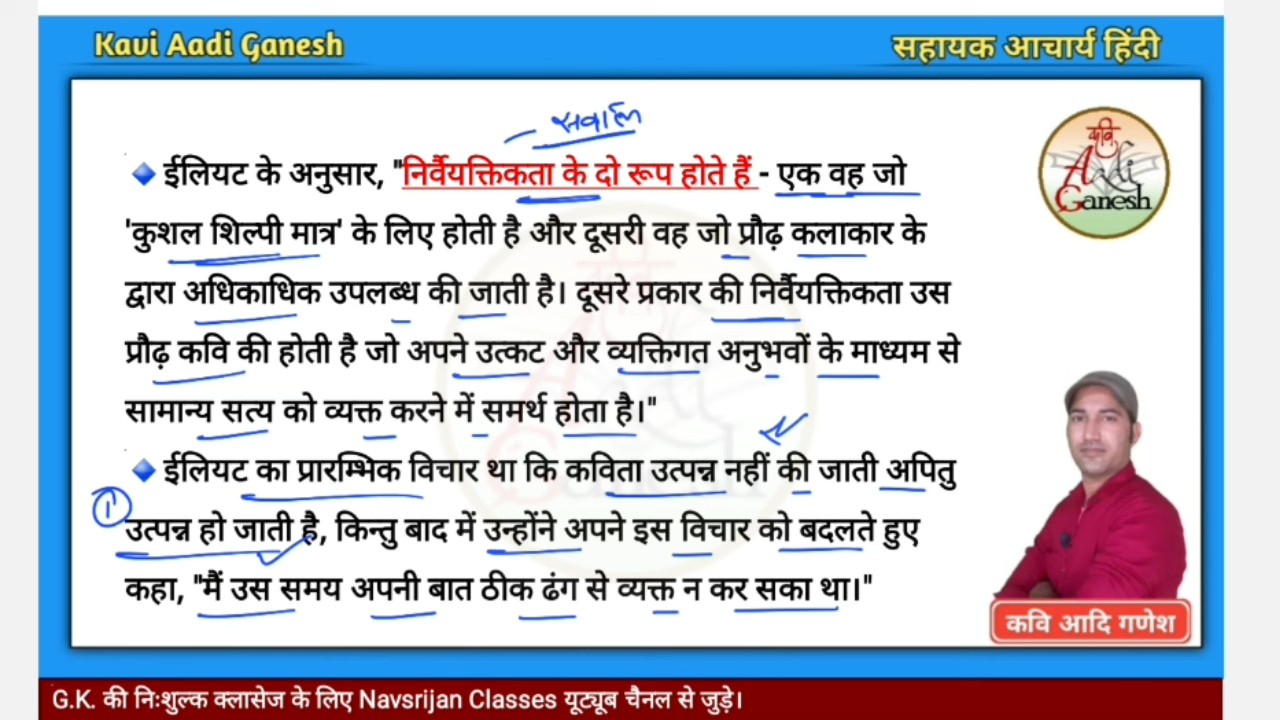 Kavi Aadi Ganesh
सहायक आचार्य हिंदी
सवाल
ईलियट के अनुसार, "निर्वैयक्तिकता के दो रूप होते हैं - एक वह जो
'कुशल शिल्पी मात्र' के लिए होती है और दूसरी वह जो प्रौढ़ कलाकार के
द्वारा अधिकाधिक उपलब्ध की जाती है। दूसरे प्रकार की निर्वैयक्तिकता उस
प्रौढ़ कवि की होती है जो अपने उत्कट और व्यक्तिगत अनुभवों के माध्यम से
सामान्य सत्य को व्यक्त करने में समर्थ होता है।"
ईलियट का प्रारम्भिक विचार था कि कविता उत्पन्न नहीं की जाती अपितु
1 उत्पन्न हो जाती है, किन्तु बाद में उन्होंने अपने इस विचार को बदलते हुए
कहा, "मैं उस समय अपनी बात ठीक ढंग से व्यक्त न कर सका था।"
कवि
Aadi
Ganesh
कवि आदि गणेश
G.K. की निःशुल्क क्लासेज के लिए Navsrijan Classes यूट्यूब चैनल से जुड़े।